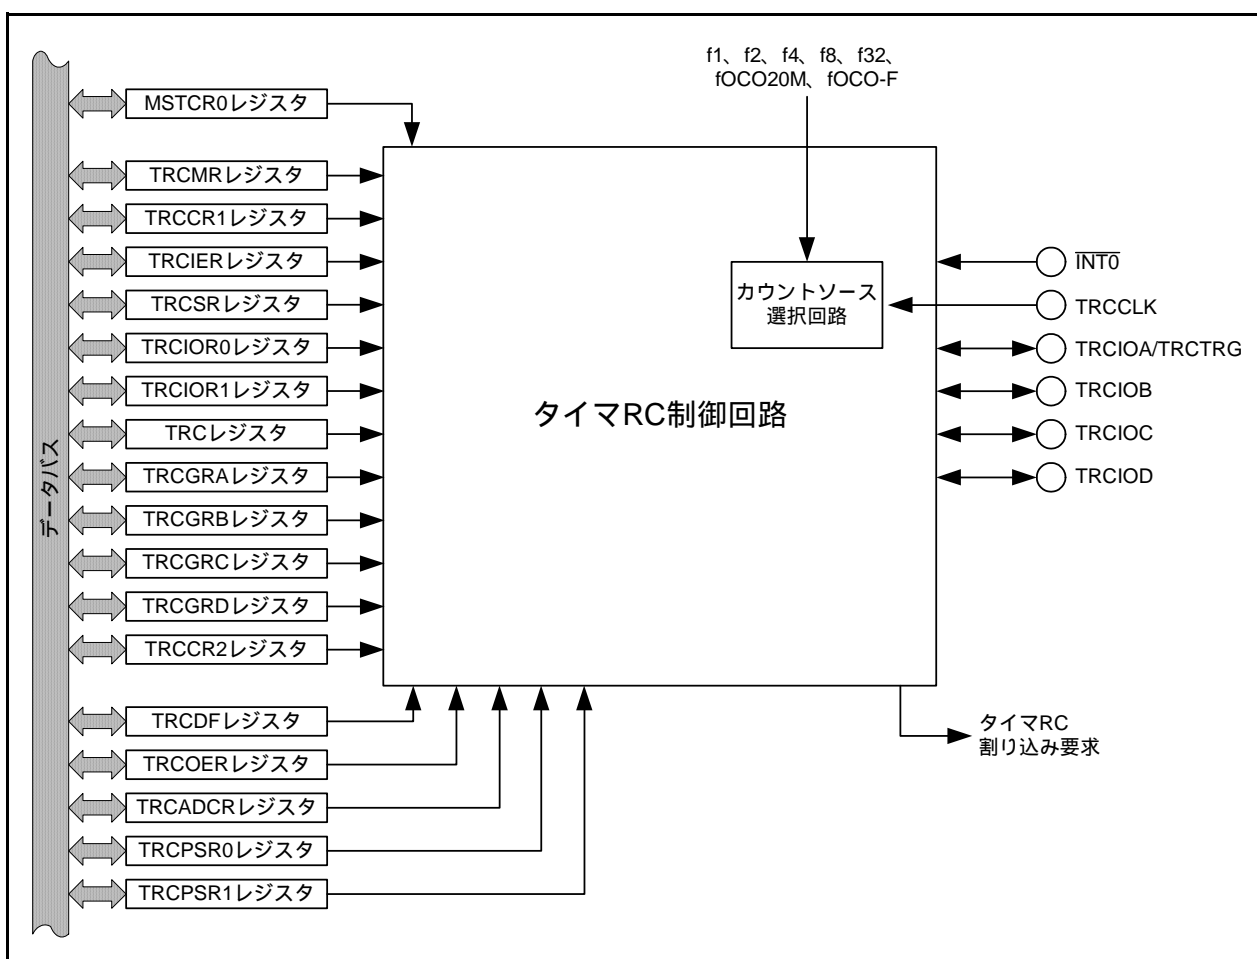 f1、f2、f4、f8、f32、
fOCO20M、fOCO-F
MSTCR0レジスタ
TRCMRレジスタ
TRCCR1レジスタ
TRCIERレジスタ
TRCSRレジスタ
TRCIOR0レジスタ
TRCIOR1レジスタ
TRCレジスタ
TRCGRAレジスタ
TRCGRBレジスタ
TRCGRCレジスタ
TRCGRDレジスタ
TRCCR2レジスタ
TRCDFレジスタ
TRCOERレジスタ
TRCADCRレジスタ
TRCPSR0レジスタ
TRCPSR1レジスタ
データバス
カウントソース
選択回路
タイマRC制御回路
INT0
TRCCLK
TRCIOA/TRCTRG
TRCIOB
TRCIOC
TRCIOD
タイマRC
割り込み要求